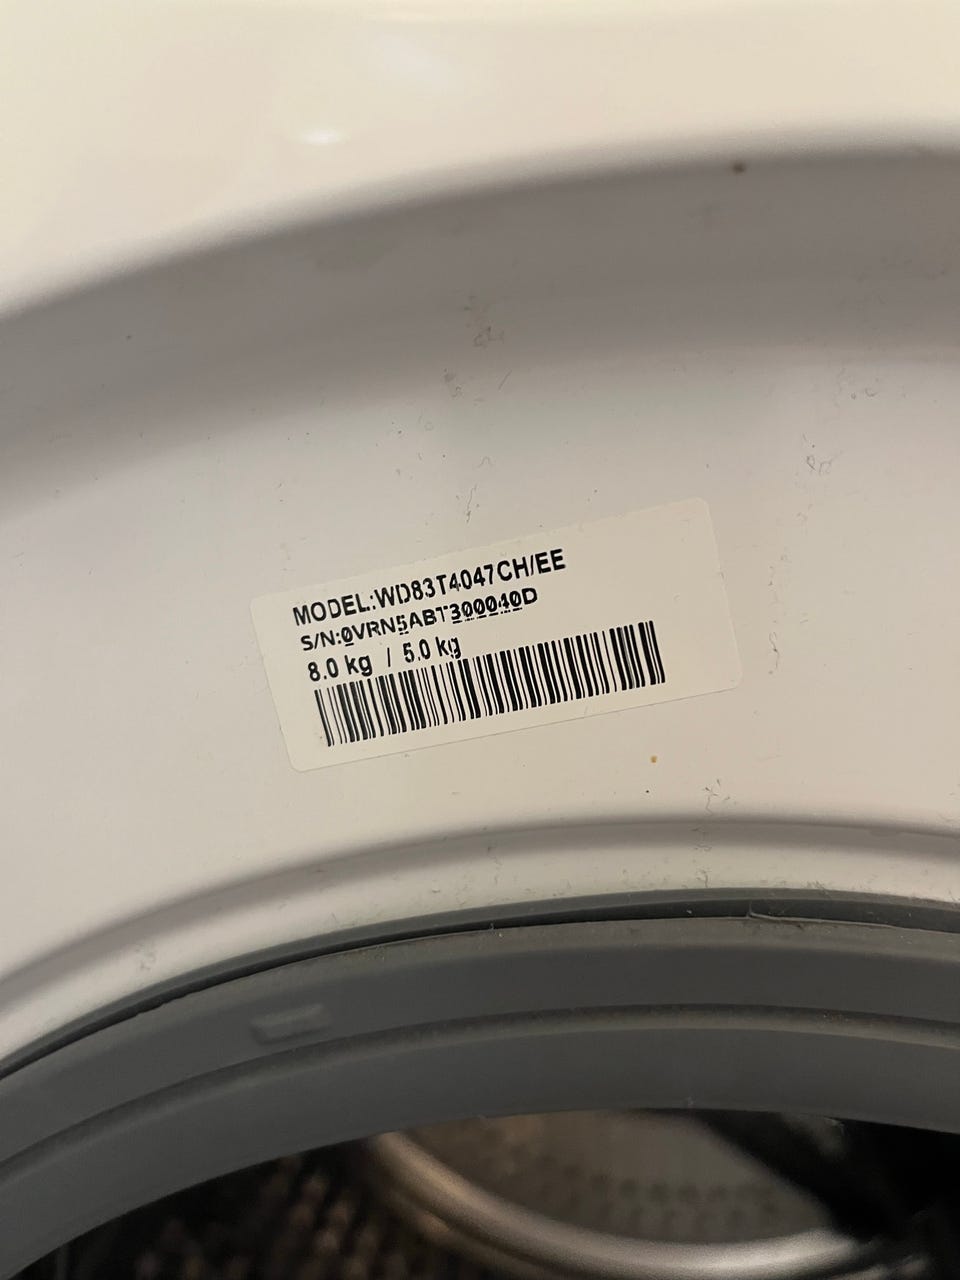 MODEL:WD83T4047CH/EE
S/N:0VRN5ABT300040D
8.0 kg / 5.0 kg